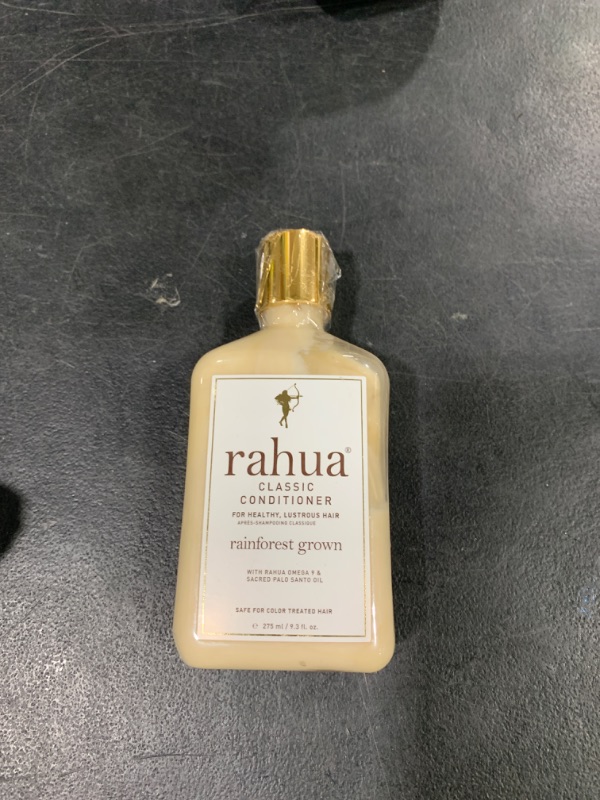 rahua®
CLASSIC
CONDITIONER
FOR HEALTHY, LUSTROUS HAIR
APRÈS-SHAMPOOING CLASSIQUE
rainforest grown
WITH RAHUA OMEGA 9 &
SACRED PALO SANTO OIL
SAFE FOR COLOR TREATED HAIR
℮ 275 ml / 9.3 fl. oz.